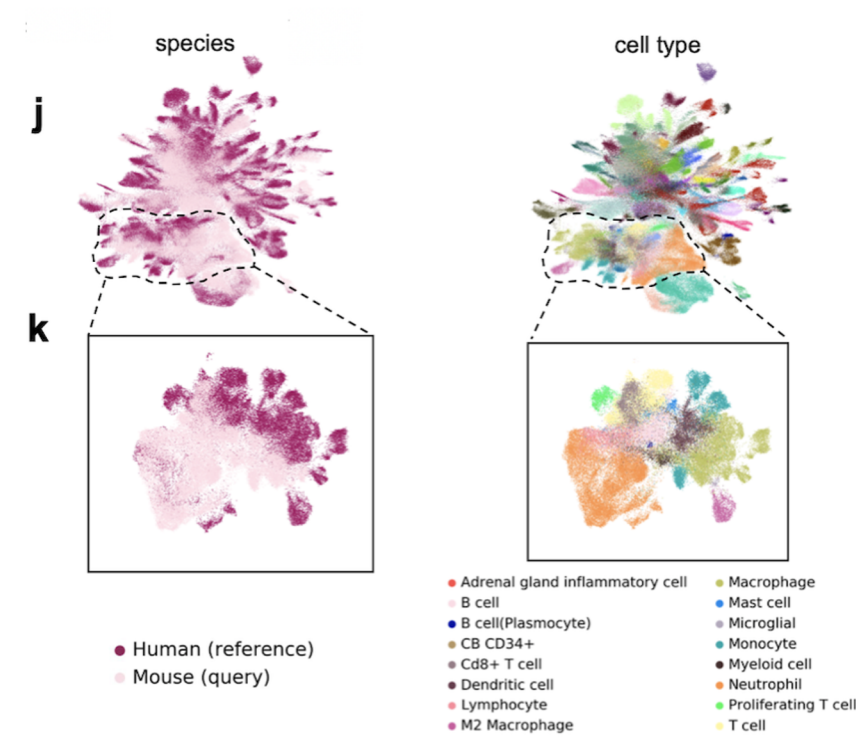 species
cell type
j
k
Human (reference)
Mouse (query)
Adrenal gland inflammatory cell
B cell
B cell(Plasmocyte)
CB CD34+
Cd8+ T cell
Dendritic cell
Lymphocyte
M2 Macrophage
Macrophage
Mast cell
Microglial
Monocyte
Myeloid cell
Neutrophil
Proliferating T cell
T cell